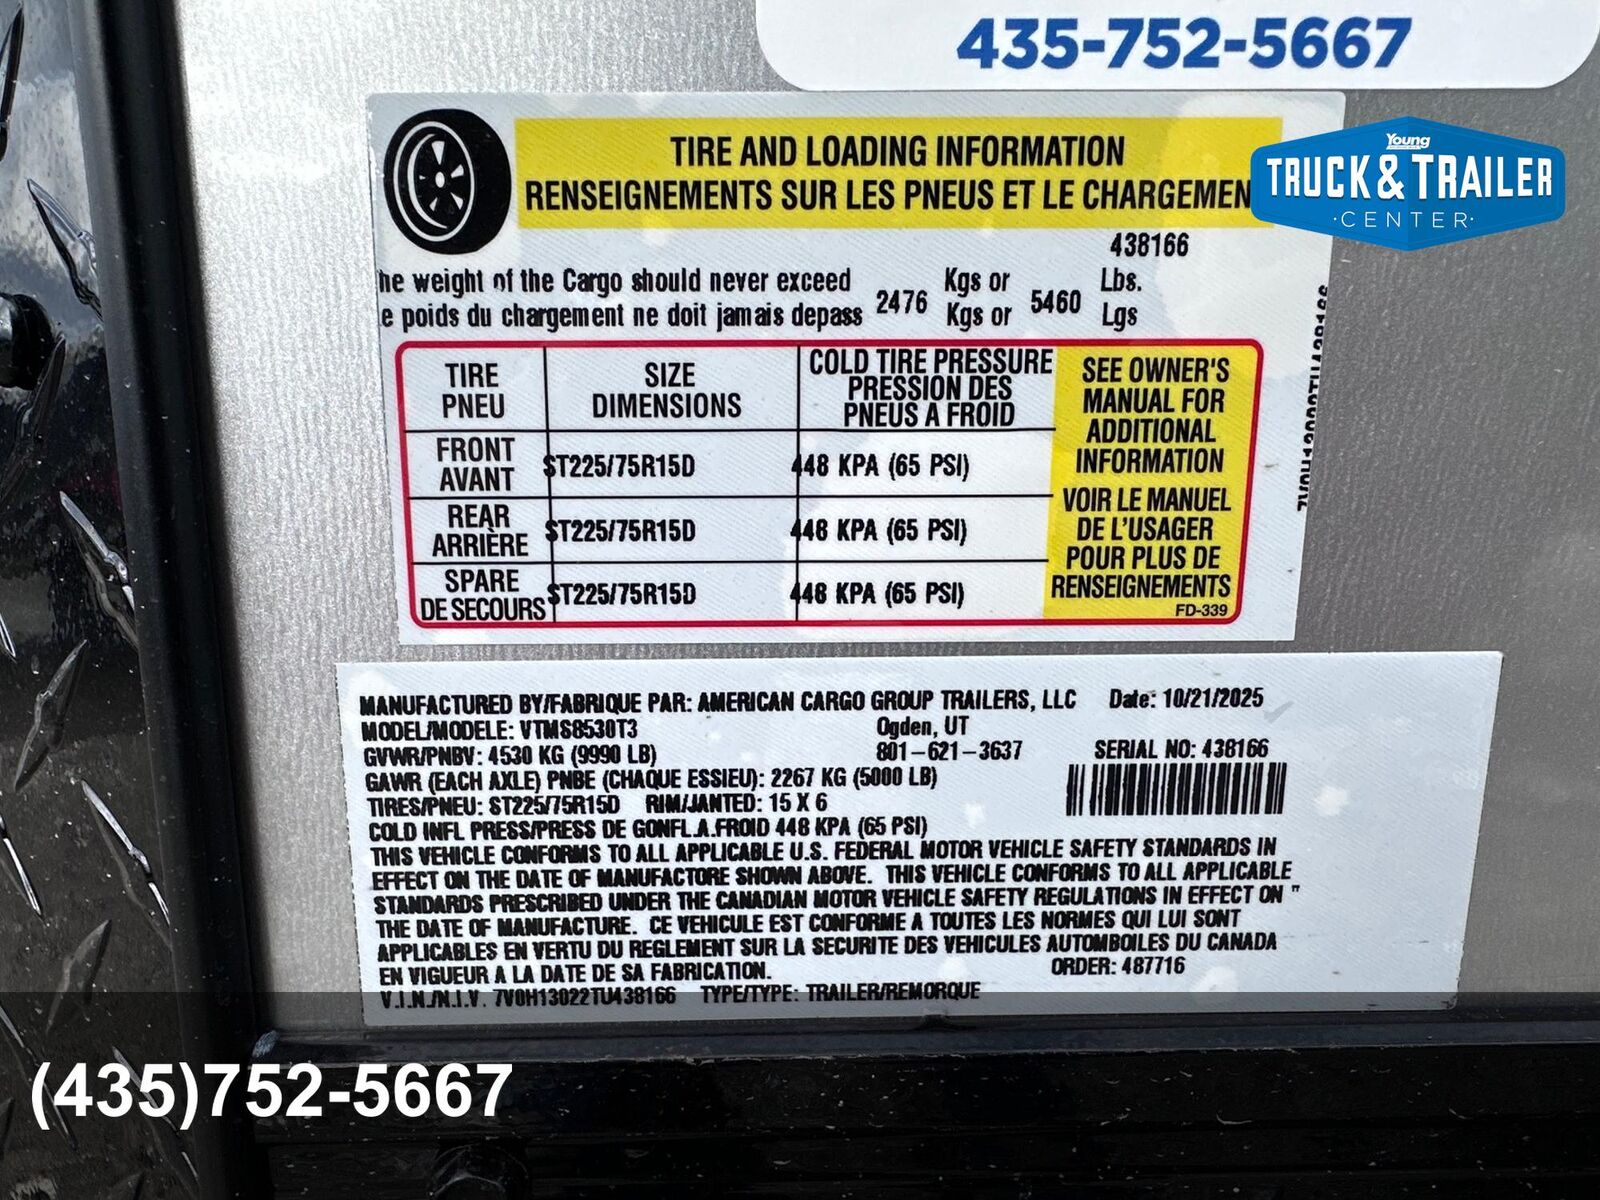 435-752-5667
Young
TRUCK & TRAILER
·CENTER·
TIRE AND LOADING INFORMATION
RENSEIGNEMENTS SUR LES PNEUS ET LE CHARGEMEN
438166
he weight of the Cargo should never exceed Kgs or Lbs.
e poids du chargement ne doit jamais depass 2476 Kgs or 5460 Lgs
TIRE
PNEU
SIZE
DIMENSIONS
COLD TIRE PRESSURE
PRESSION DES
PNEUS A FROID
FRONT
AVANT
ST225/75R15D
448 KPA (65 PSI)
REAR
ARRIÈRE
ST225/75R15D
448 KPA (65 PSI)
SPARE
DE SECOURS
ST225/75R15D
448 KPA (65 PSI)
SEE OWNER'S
MANUAL FOR
ADDITIONAL
INFORMATION
VOIR LE MANUEL
DE L'USAGER
POUR PLUS DE
RENSEIGNEMENTS
FD-339
MANUFACTURED BY/FABRIQUE PAR: AMERICAN CARGO GROUP TRAILERS, LLC Date: 10/21/2025
MODEL/MODELE: VTMS8530T3 Ogden, UT
GVWR/PNBV: 4530 KG (9990 LB) 801-621-3637 SERIAL NO: 438166
GAWR (EACH AXLE) PNBE (CHAQUE ESSIEU): 2267 KG (5000 LB)
TIRES/PNEU: ST225/75R15D RIM/JANTED: 15 X 6
COLD INFL PRESS/PRESS DE GONFL.A.FROID 448 KPA (65 PSI)
THIS VEHICLE CONFORMS TO ALL APPLICABLE U.S. FEDERAL MOTOR VEHICLE SAFETY STANDARDS IN
EFFECT ON THE DATE OF MANUFACTORE SHOWN ABOVE. THIS VEHICLE CONFORMS TO ALL APPLICABLE
STANDARDS PRESCRIBED UNDER THE CANADIAN MOTOR VEHICLE SAFETY REGULATIONS IN EFFECT ON "
THE DATE OF MANUFACTURE. CE VEHICULE EST CONFORME A TOUTES LES NORMES QUI LUI SONT
APPLICABLES EN VERTU DU REGLEMENT SUR LA SECURITE DES VEHICULES AUTOMBOILES DU CANADA
EN VIGUEUR A LA DATE DE SA FABRICATION. ORDER: 487716
V.I.N./N.I.V. 7V0H13022TU438166 TYPE/TYPE: TRAILER/REMORQUE
(435)752-5667